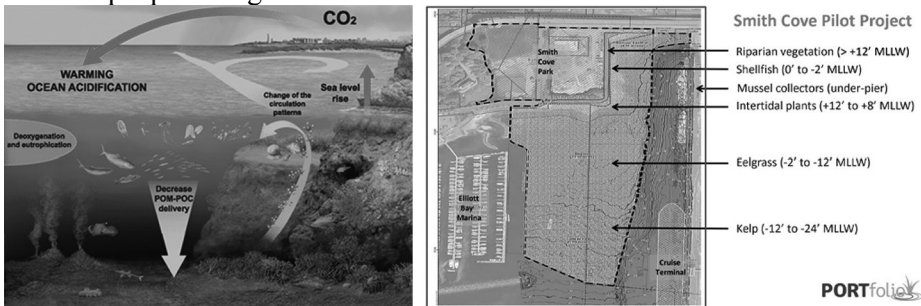 CO2
WARMING
OCEAN ACIDIFICATION
Sea level
rise
Change of the
circulation
patterns
Deoxygenation
and eutrophication
Decrease
POM-POC
delivery
Smith Cove Pilot Project
Smith
Cove
Park
Riparian vegetation (> +12' MLLW)
Shellfish (0' to -2' MLLW)
Mussel collectors (under-pier)
Intertidal plants (+12' to +8' MLLW)
Eelgrass (-2' to -12' MLLW)
Elliott
Bay
Marina
Kelp (-12' to -24' MLLW)
Cruise
Terminal
PORTfolio